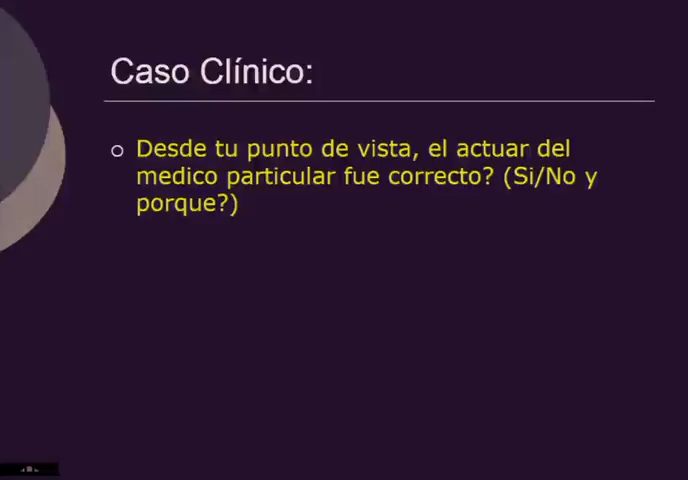 Caso Clínico:
Desde tu punto de vista, el actuar del
medico particular fue correcto? (Si/No y
porque?)